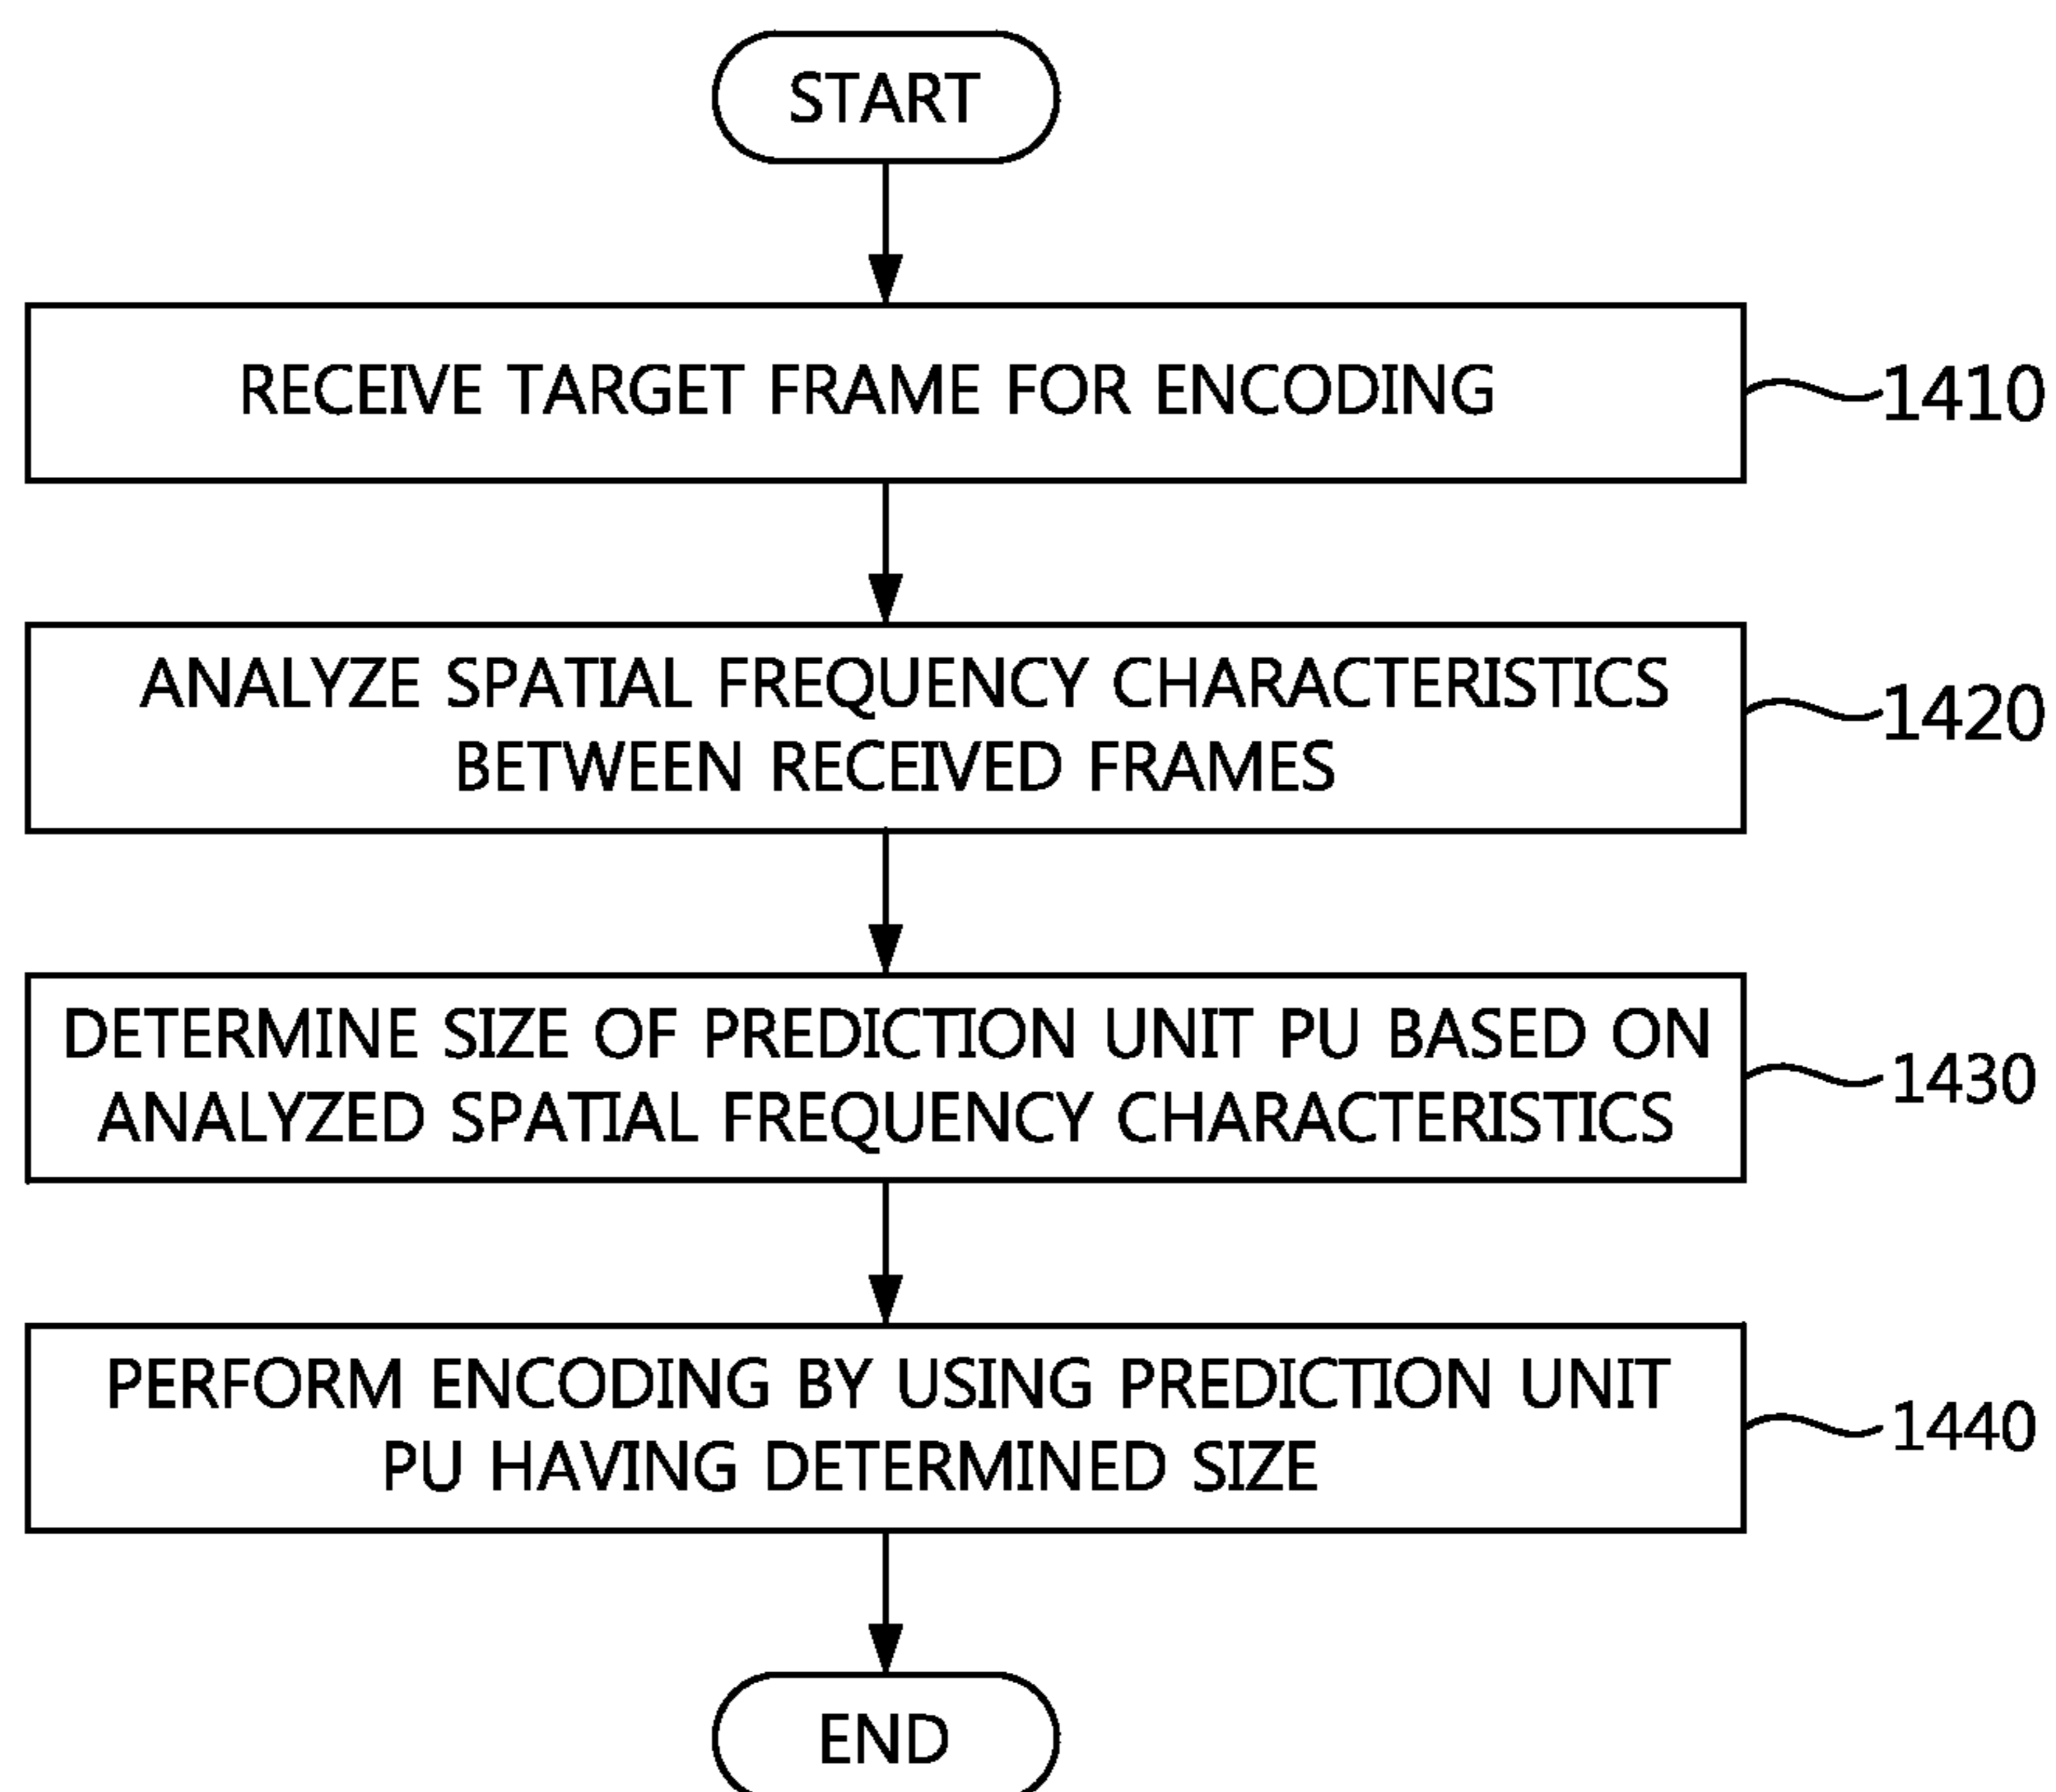 START
RECEIVE TARGET FRAME FOR ENCODING
1410
ANALYZE SPATIAL FREQUENCY CHARACTERISTICS
BETWEEN RECEIVED FRAMES
1420
DETERMINE SIZE OF PREDICTION UNIT PU BASED ON
ANALYZED SPATIAL FREQUENCY CHARACTERISTICS
1430
PERFORM ENCODING BY USING PREDICTION UNIT
PU HAVING DETERMINED SIZE
1440
END